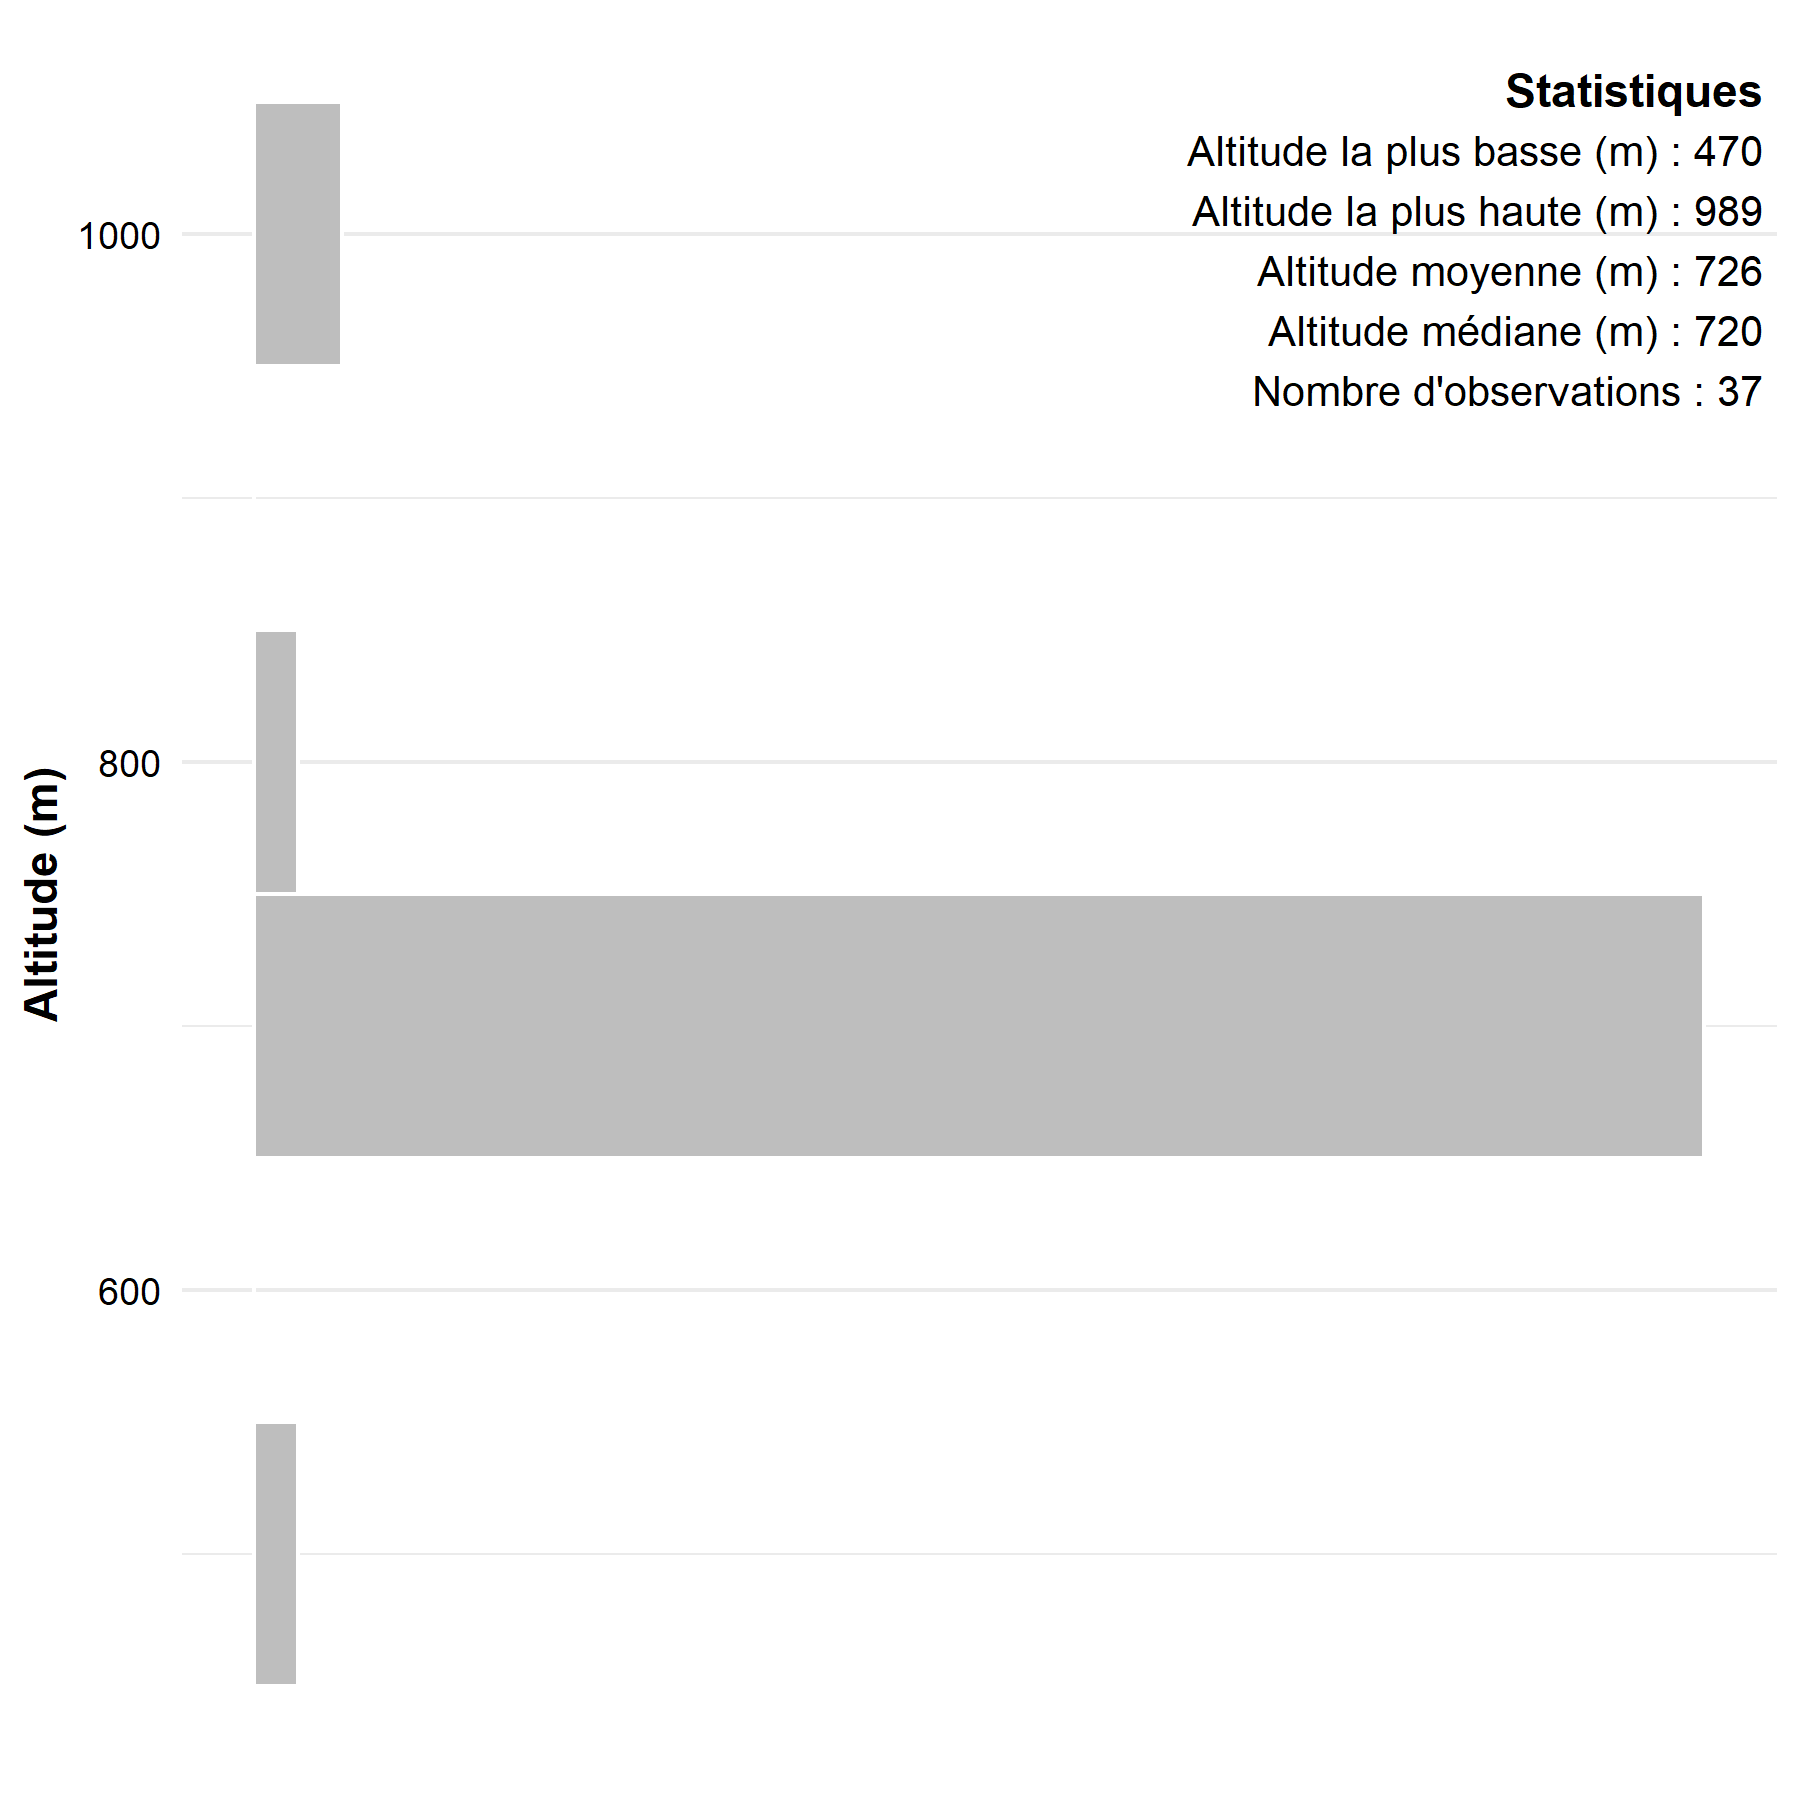 Statistiques
Altitude la plus basse (m) : 470
Altitude la plus haute (m) : 989
Altitude moyenne (m) : 726
Altitude médiane (m) : 720
Nombre d'observations : 37
1000
800
600
Altitude (m)